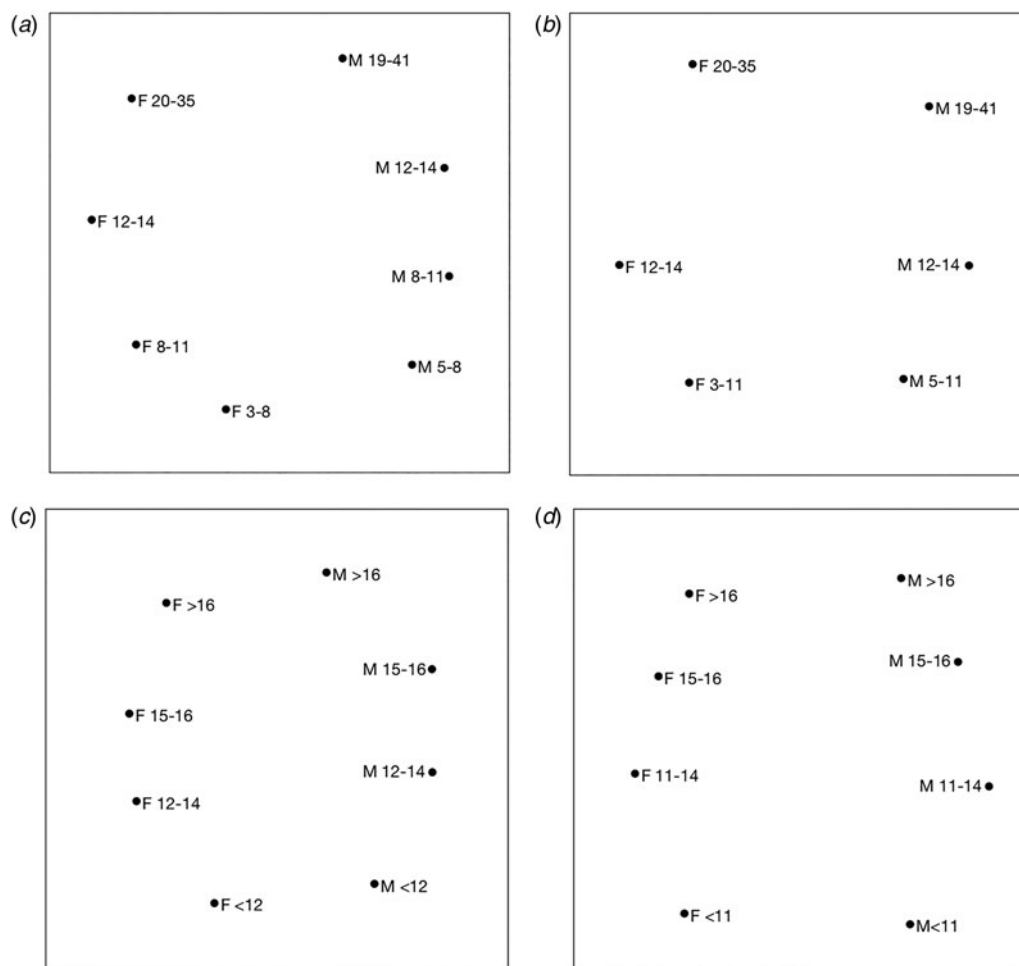 (a)
M 19-41
F 20-35
M 12-14
F 12-14
M 8-11
F 8-11
M 5-8
F 3-8
(b)
F 20-35
M 19-41
F 12-14
M 12-14
F 3-11
M 5-11
(c)
M >16
F >16
M 15-16
F 15-16
M 12-14
F 12-14
M <12
F <12
(d)
M >16
F >16
M 15-16
F 15-16
F 11-14
M 11-14
F <11
M<11